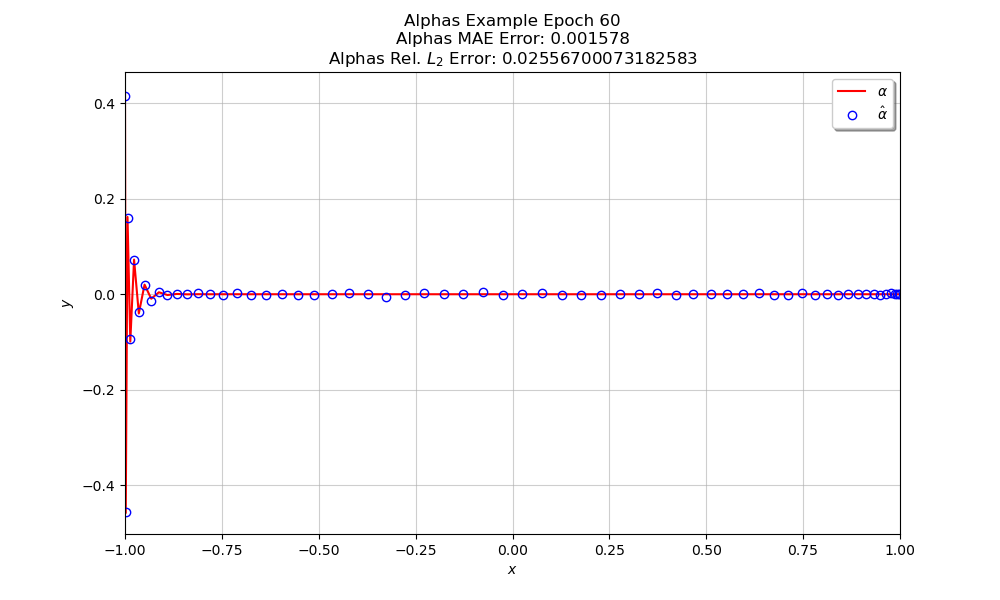 Alphas Example Epoch 60
Alphas MAE Error: 0.001578
Alphas Rel. $L_2$ Error: 0.02556700073182583
α
α̂
0.4
0.2
0.0
−0.2
−0.4
y
−1.00 −0.75 −0.50 −0.25 0.00 0.25 0.50 0.75 1.00
x